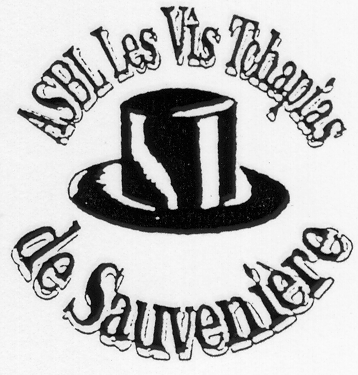 ASBL Les Vîs Tchapias
de Sauvenière